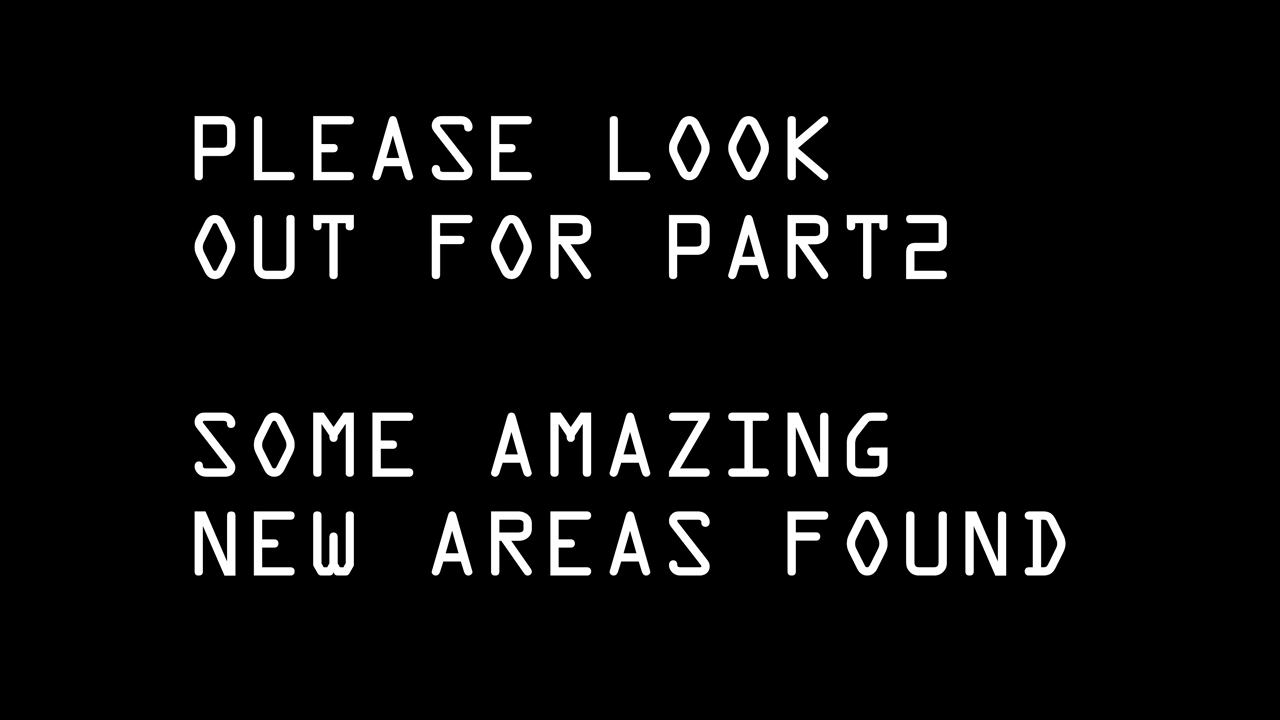 PLEASE LOOK
OUT FOR PART2
SOME AMAZING
NEW AREAS FOUND